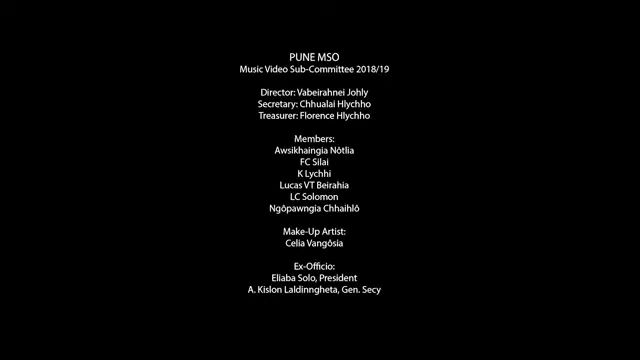 PUNE MSO
Music Video Sub-Committee 2018/19
Director: Vabeirahnei Johly
Secretary: Chhualai Hlychho
Treasurer: Florence Hlychho
Members:
Awsikhaingia Nôtlia
FC Silai
K Lychhi
Lucas VT Beirahia
LC Solomon
Ngôpawngia Chhaihlô
Make-Up Artist:
Celia Vangôsia
Ex-Officio:
Eliaba Solo, President
A. Kislon Laldinngheta, Gen. Secy